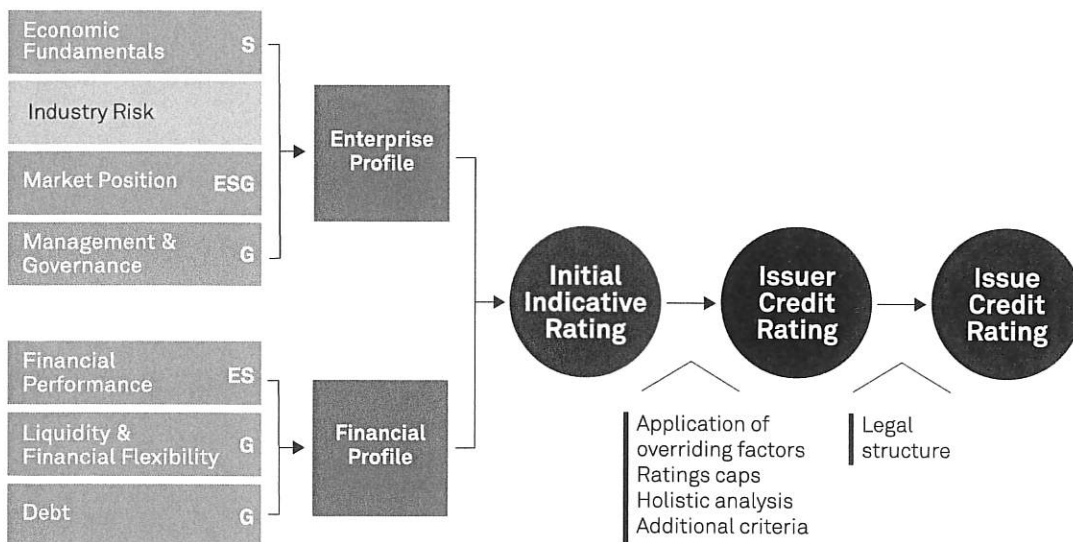 Economic
Fundamentals S
Industry Risk
Market Position ESG
Management &
Governance G
Enterprise
Profile
Financial
Performance ES
Liquidity &
Financial Flexibility G
Debt G
Financial
Profile
Initial
Indicative
Rating
Issuer
Credit
Rating
Issue
Credit
Rating
Application of
overriding factors
Ratings caps
Holistic analysis
Additional criteria
Legal
structure